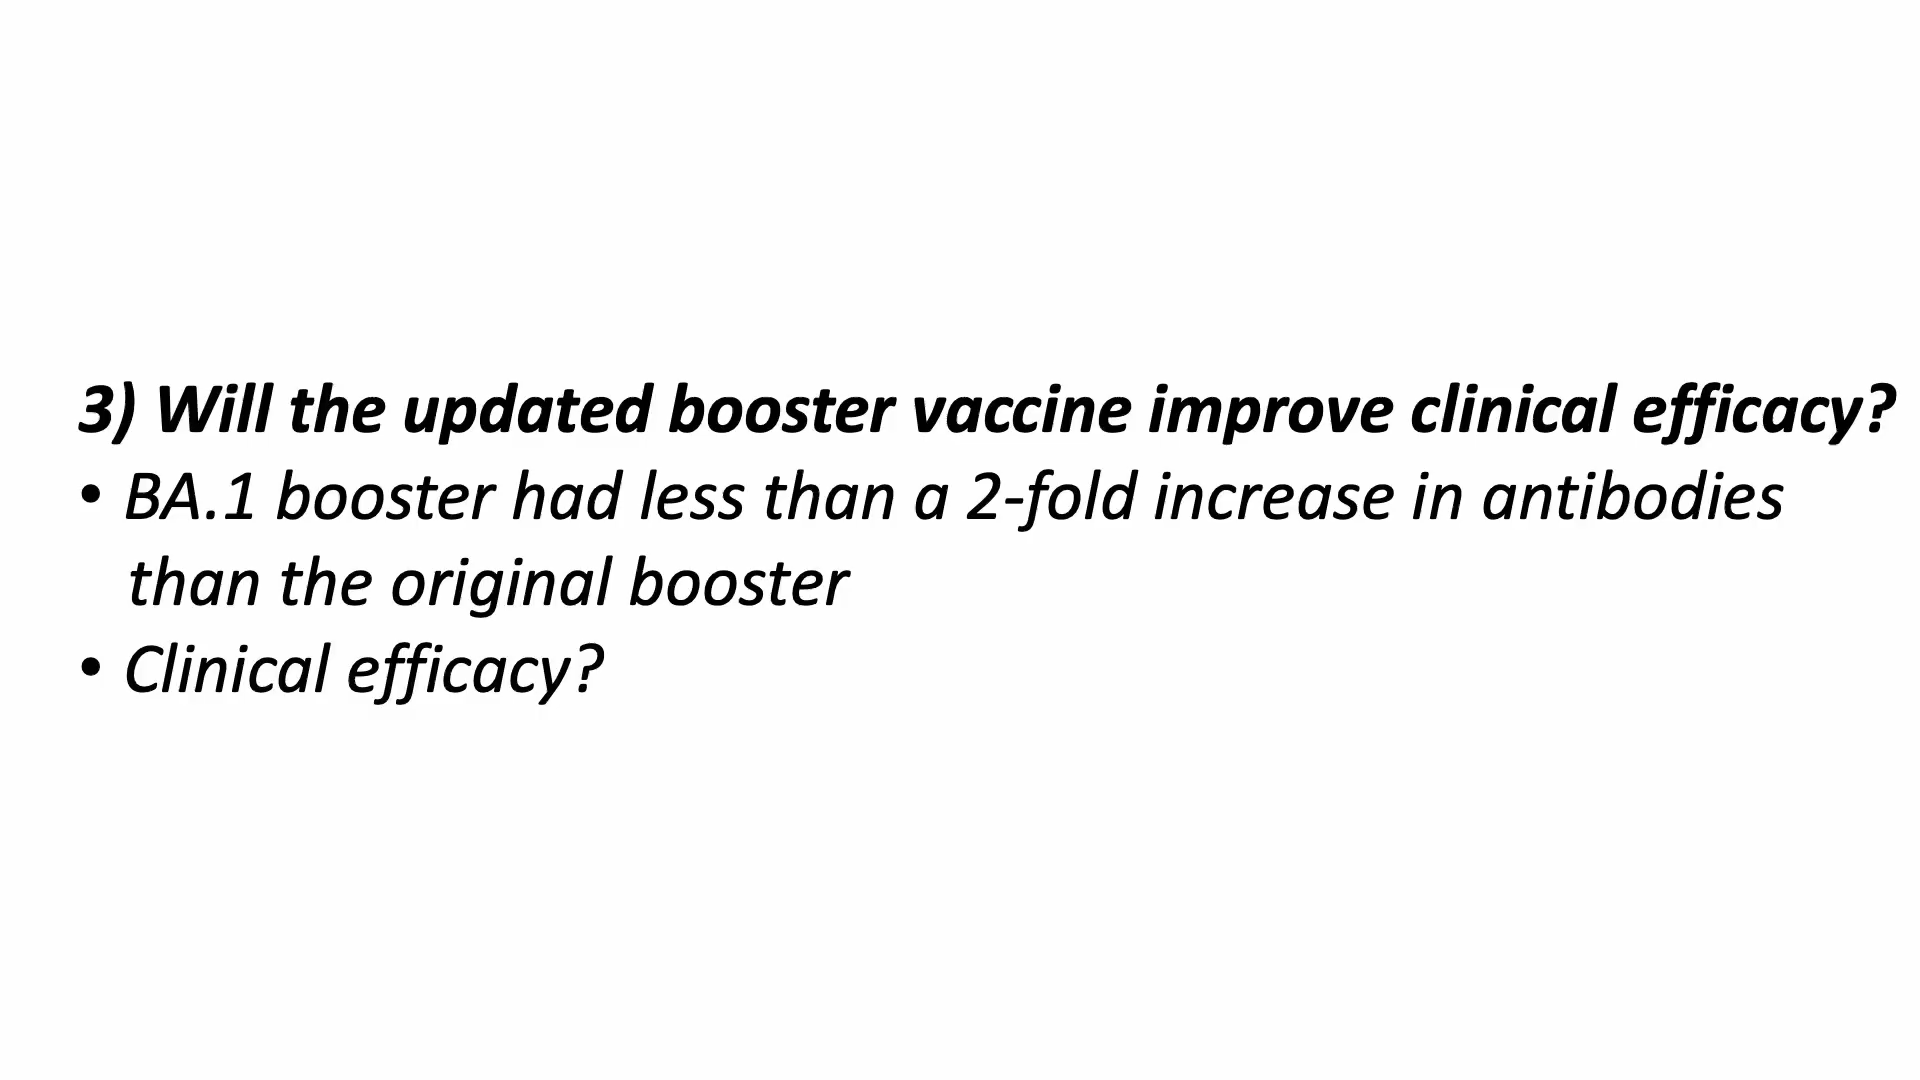 3) Will the updated booster vaccine improve clinical efficacy?
• BA.1 booster had less than a 2-fold increase in antibodies
than the original booster
• Clinical efficacy?